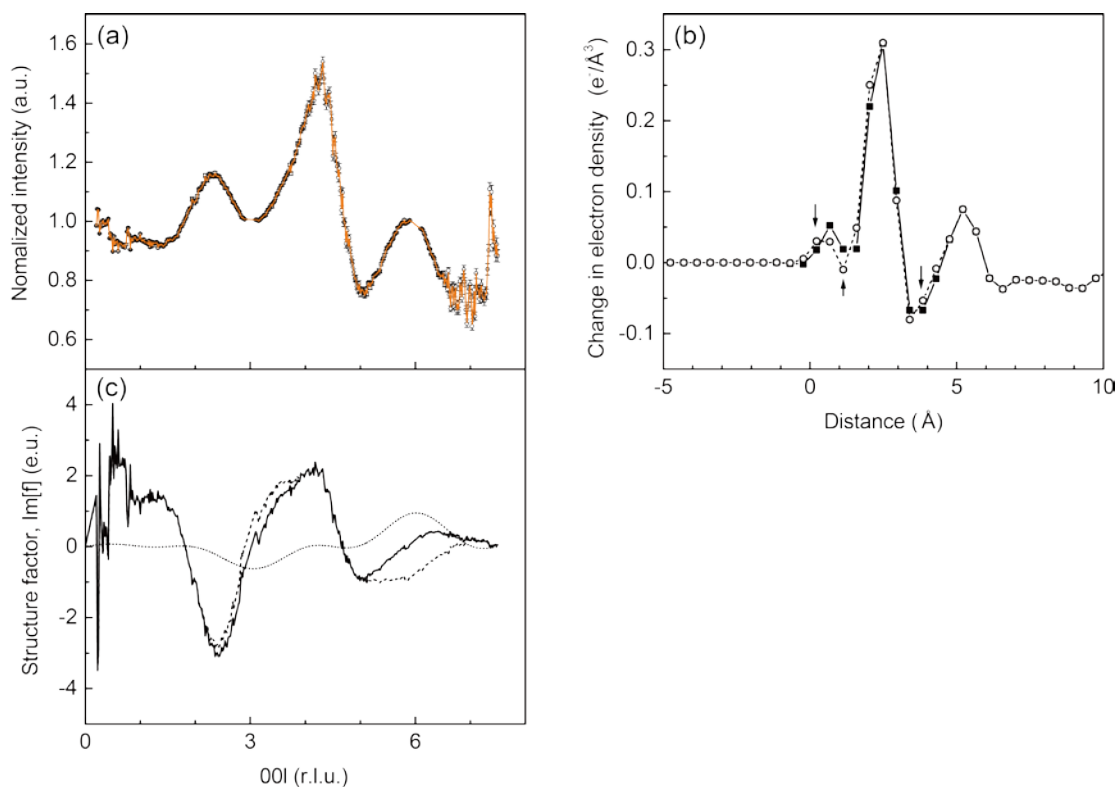 (a)
1.6
1.4
1.2
1.0
0.8
0.6
Nomalized intensity (a.u.)
(b)
0.3
0.2
0.1
0.0
-0.1
Change in electron density (e⁻/Å³)
-5 0 5 10
Distance (Å)
(c)
4
2
0
-2
-4
Structure factor, Im[f] (e.u.)
0 3 6
00l (r.l.u.)